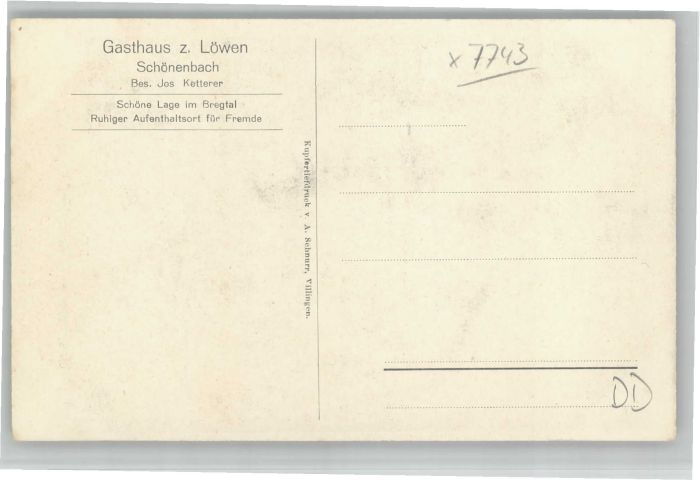 Gasthaus z. Löwen
Schönenbach
Bes. Jos Ketterer
Schöne Lage im Bregtal
Ruhiger Aufenthaltsort für Fremde
Kupfertiefdruck v. A. Schnurr, Villingen.
x 7743
DD